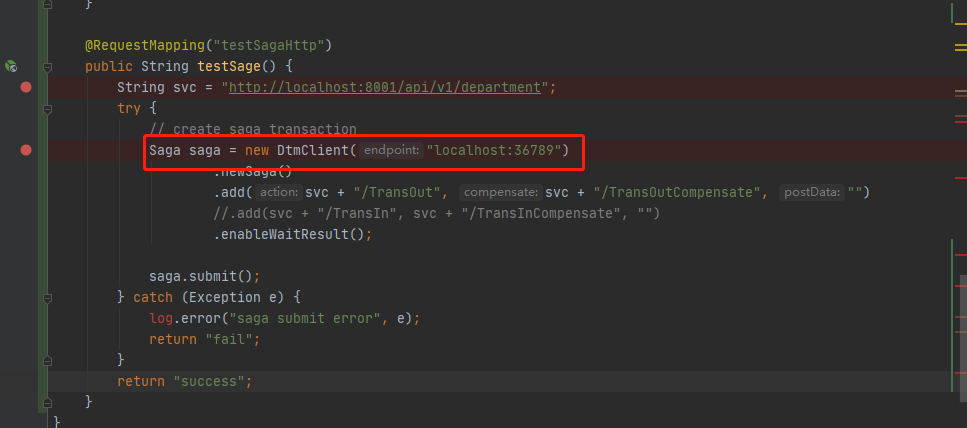 }
@RequestMapping("testSagaHttp")
public String testSage() {
String svc = "http://localhost:8001/api/v1/department";
try {
// create saga transaction
Saga saga = new DtmClient( endpoint: "localhost:36789")
.newSaga()
.add( action: svc + "/TransOut", compensate: svc + "/TransOutCompensate", postData: "")
//.add(svc + "/TransIn", svc + "/TransInCompensate", "")
.enableWaitResult();
saga.submit();
} catch (Exception e) {
log.error("saga submit error", e);
return "fail";
}
return "success";
}
}